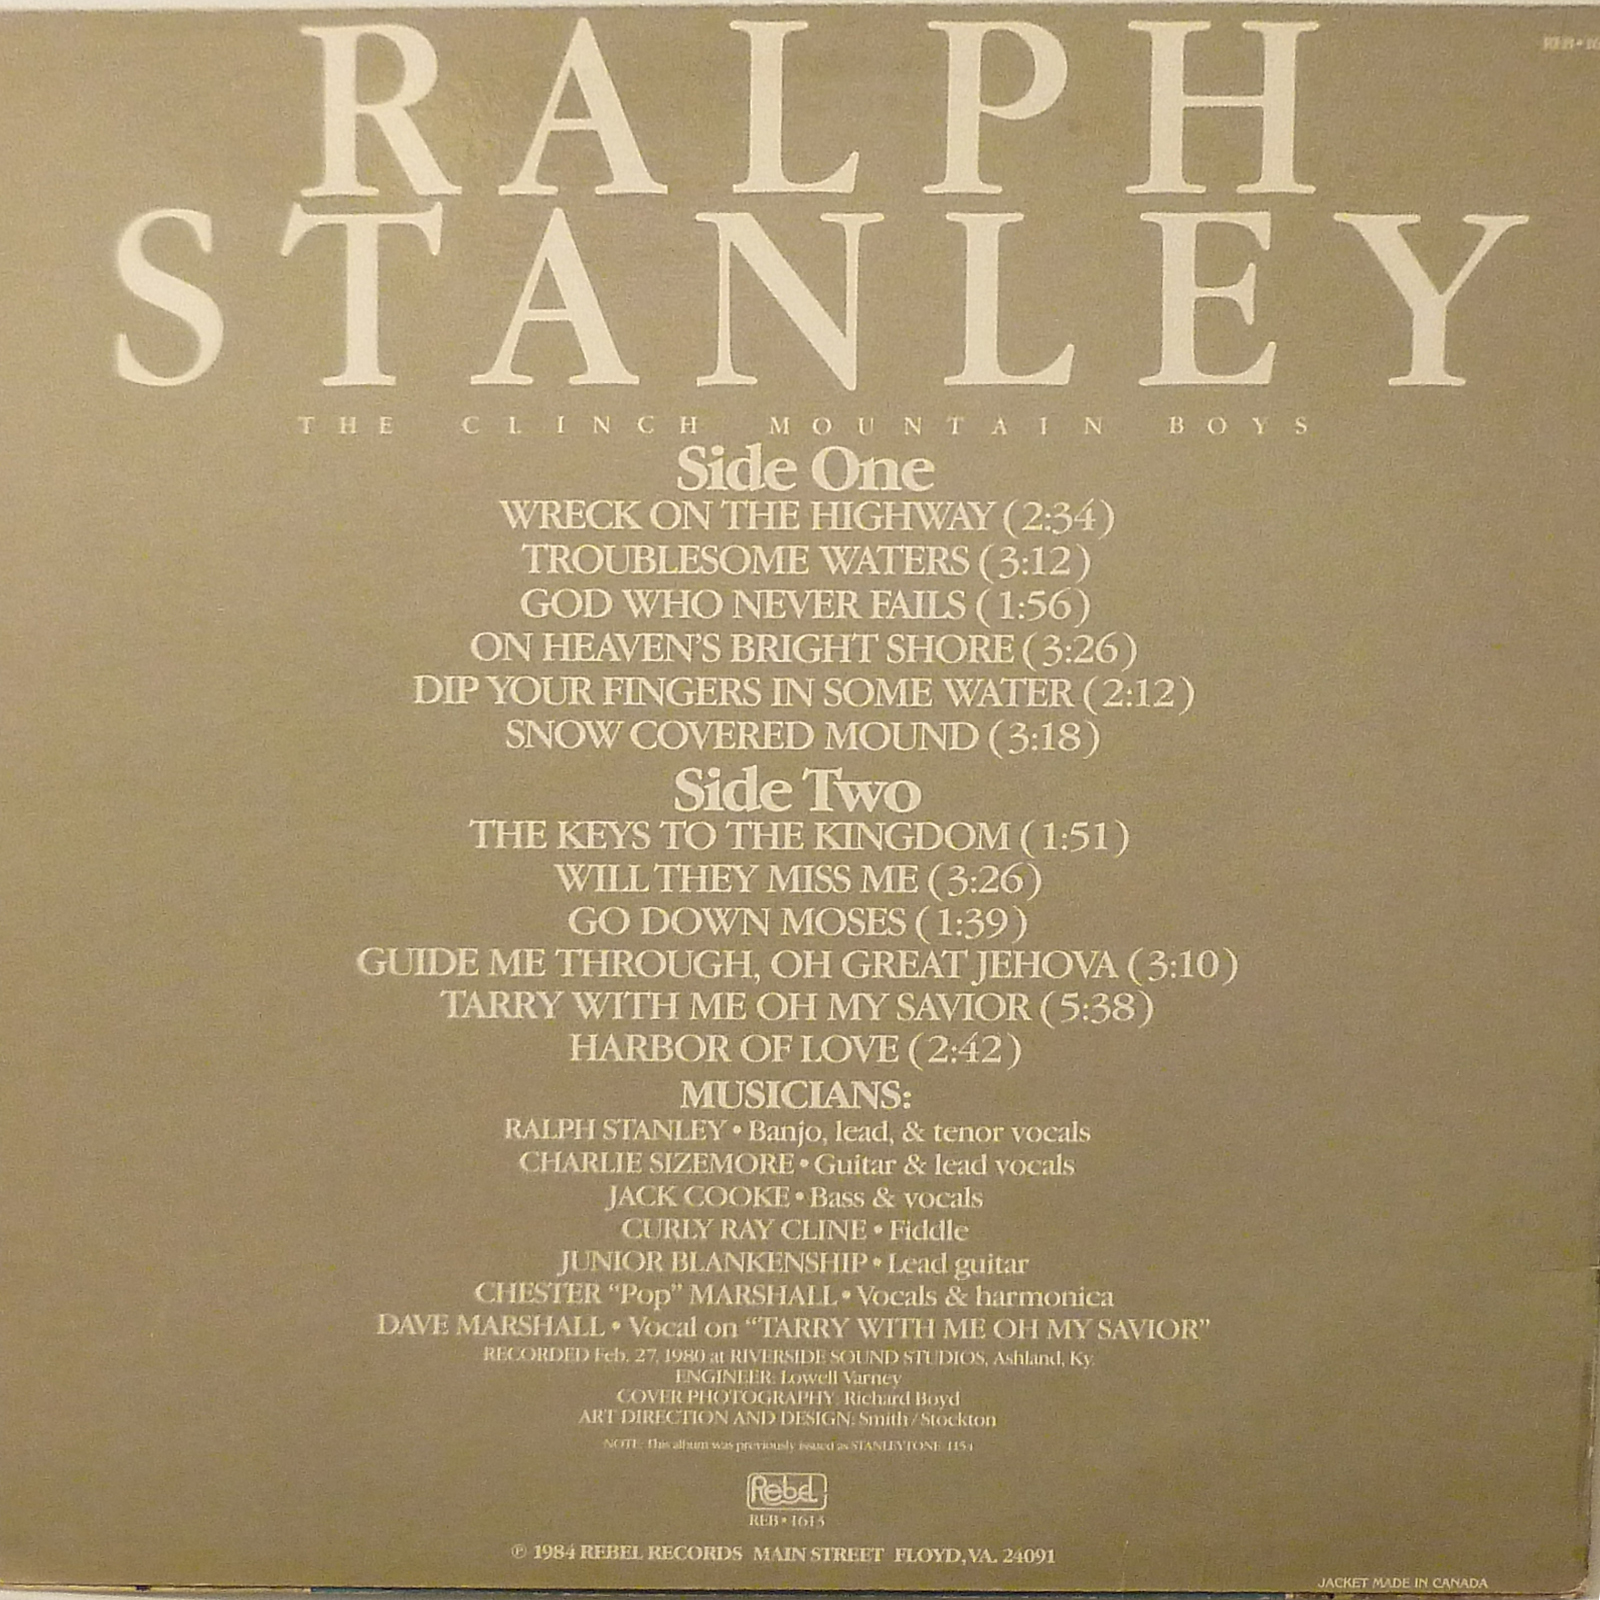 RALPH
STANLEY
THE CLINCH MOUNTAIN BOYS
Side One
WRECK ON THE HIGHWAY (2:34)
TROUBLESOME WATERS (3:12)
GOD WHO NEVER FAILS (1:56)
ON HEAVEN'S BRIGHT SHORE (3:26)
DIP YOUR FINGERS IN SOME WATER (2:12)
SNOW COVERED MOUND (3:18)
Side Two
THE KEYS TO THE KINGDOM (1:51)
WILL THEY MISS ME (3:26)
GO DOWN MOSES (1:39)
GUIDE ME THROUGH, OH GREAT JEHOVA (3:10)
TARRY WITH ME OH MY SAVIOR (5:38)
HARBOR OF LOVE (2:42)
MUSICIANS:
RALPH STANLEY • Banjo, lead, & tenor vocals
CHARLIE SIZEMORE • Guitar & lead vocals
JACK COOKE • Bass & vocals
CURLY RAY CLINE • Fiddle
JUNIOR BLANKENSHIP • Lead guitar
CHESTER "Pop" MARSHALL • Vocals & harmonica
DAVE MARSHALL • Vocal on "TARRY WITH ME OH MY SAVIOR"
RECORDED Feb. 27, 1980 at RIVERSIDE SOUND STUDIOS, Ashland, Ky.
ENGINEER: Lowell Varney
COVER PHOTOGRAPHY: Richard Boyd
ART DIRECTION AND DESIGN: Smith/Stockton
NOTE: This album was previously issued as STANLEYTONE
Rebel
REB •
℗ 1984 REBEL RECORDS MAIN STREET FLOYD, VA. 24091
JACKET MADE IN CANADA